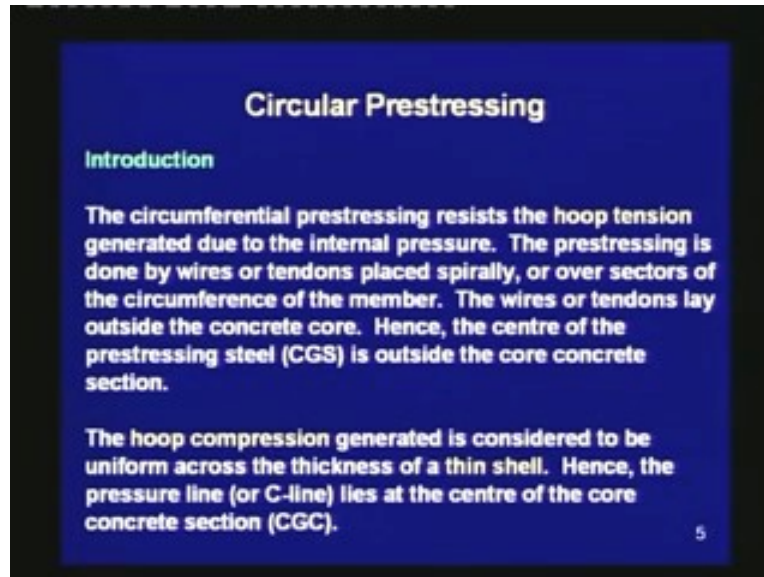 Circular Prestressing
Introduction
The circumferential prestressing resists the hoop tension
generated due to the internal pressure. The prestressing is
done by wires or tendons placed spirally, or over sectors of
the circumference of the member. The wires or tendons lay
outside the concrete core. Hence, the centre of the
prestressing steel (CGS) is outside the core concrete
section.
The hoop compression generated is considered to be
uniform across the thickness of a thin shell. Hence, the
pressure line (or C-line) lies at the centre of the core
concrete section (CGC).
5